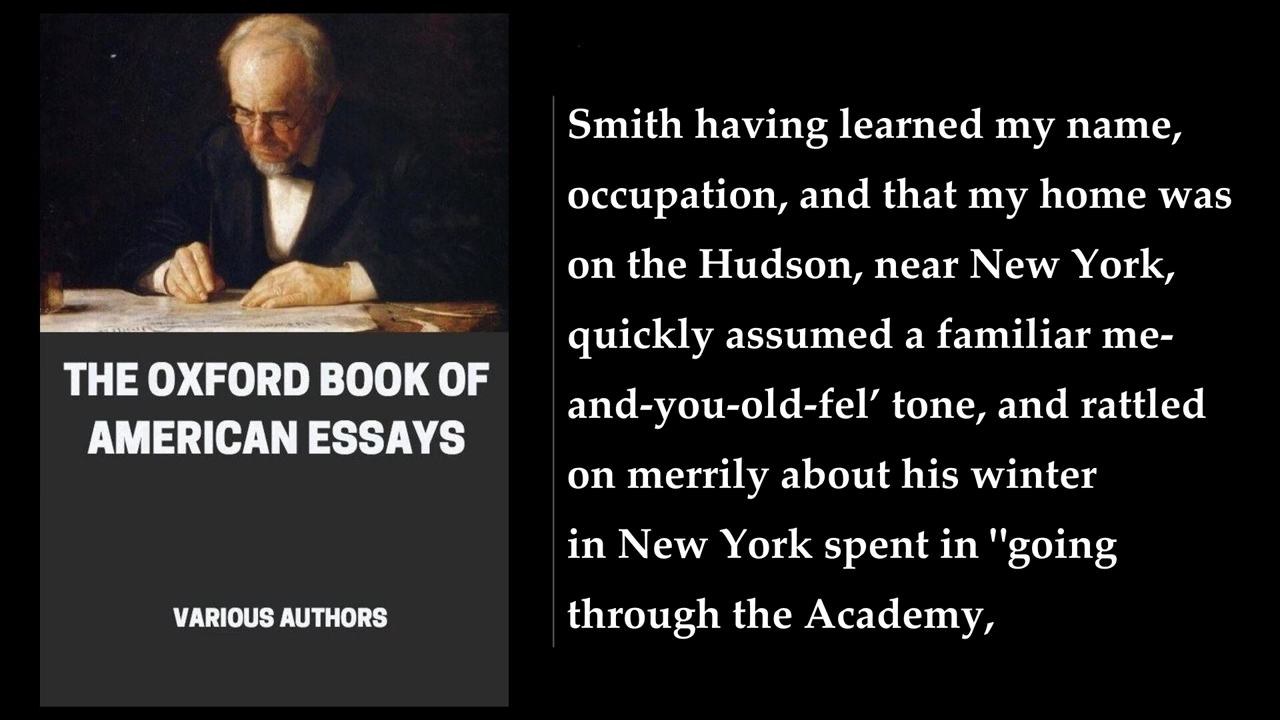 THE OXFORD BOOK OF
AMERICAN ESSAYS
VARIOUS AUTHORS
Smith having learned my name,
occupation, and that my home was
on the Hudson, near New York,
quickly assumed a familiar me-
and-you-old-fel’ tone, and rattled
on merrily about his winter
in New York spent in "going
through the Academy,